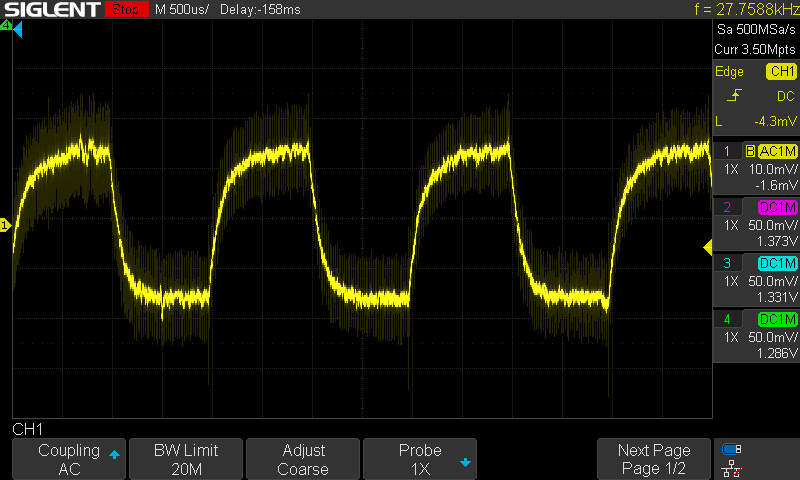 SIGLENT Stop M 500us/ Delay:-158ms f = 27.7588kHz
Sa 500MSa/s
Curr 3.50Mpts
Edge CH1
DC
L -4.3mV
1 B AC1M
1X 10.0mV/
-1.6mV
2 DC1M
1X 50.0mV/
1.373V
3 DC1M
1X 50.0mV/
1.331V
4 DC1M
1X 50.0mV/
1.286V
4
1
CH1
Coupling
AC
BW Limit
20M
Adjust
Coarse
Probe
1X
Next Page
Page 1/2